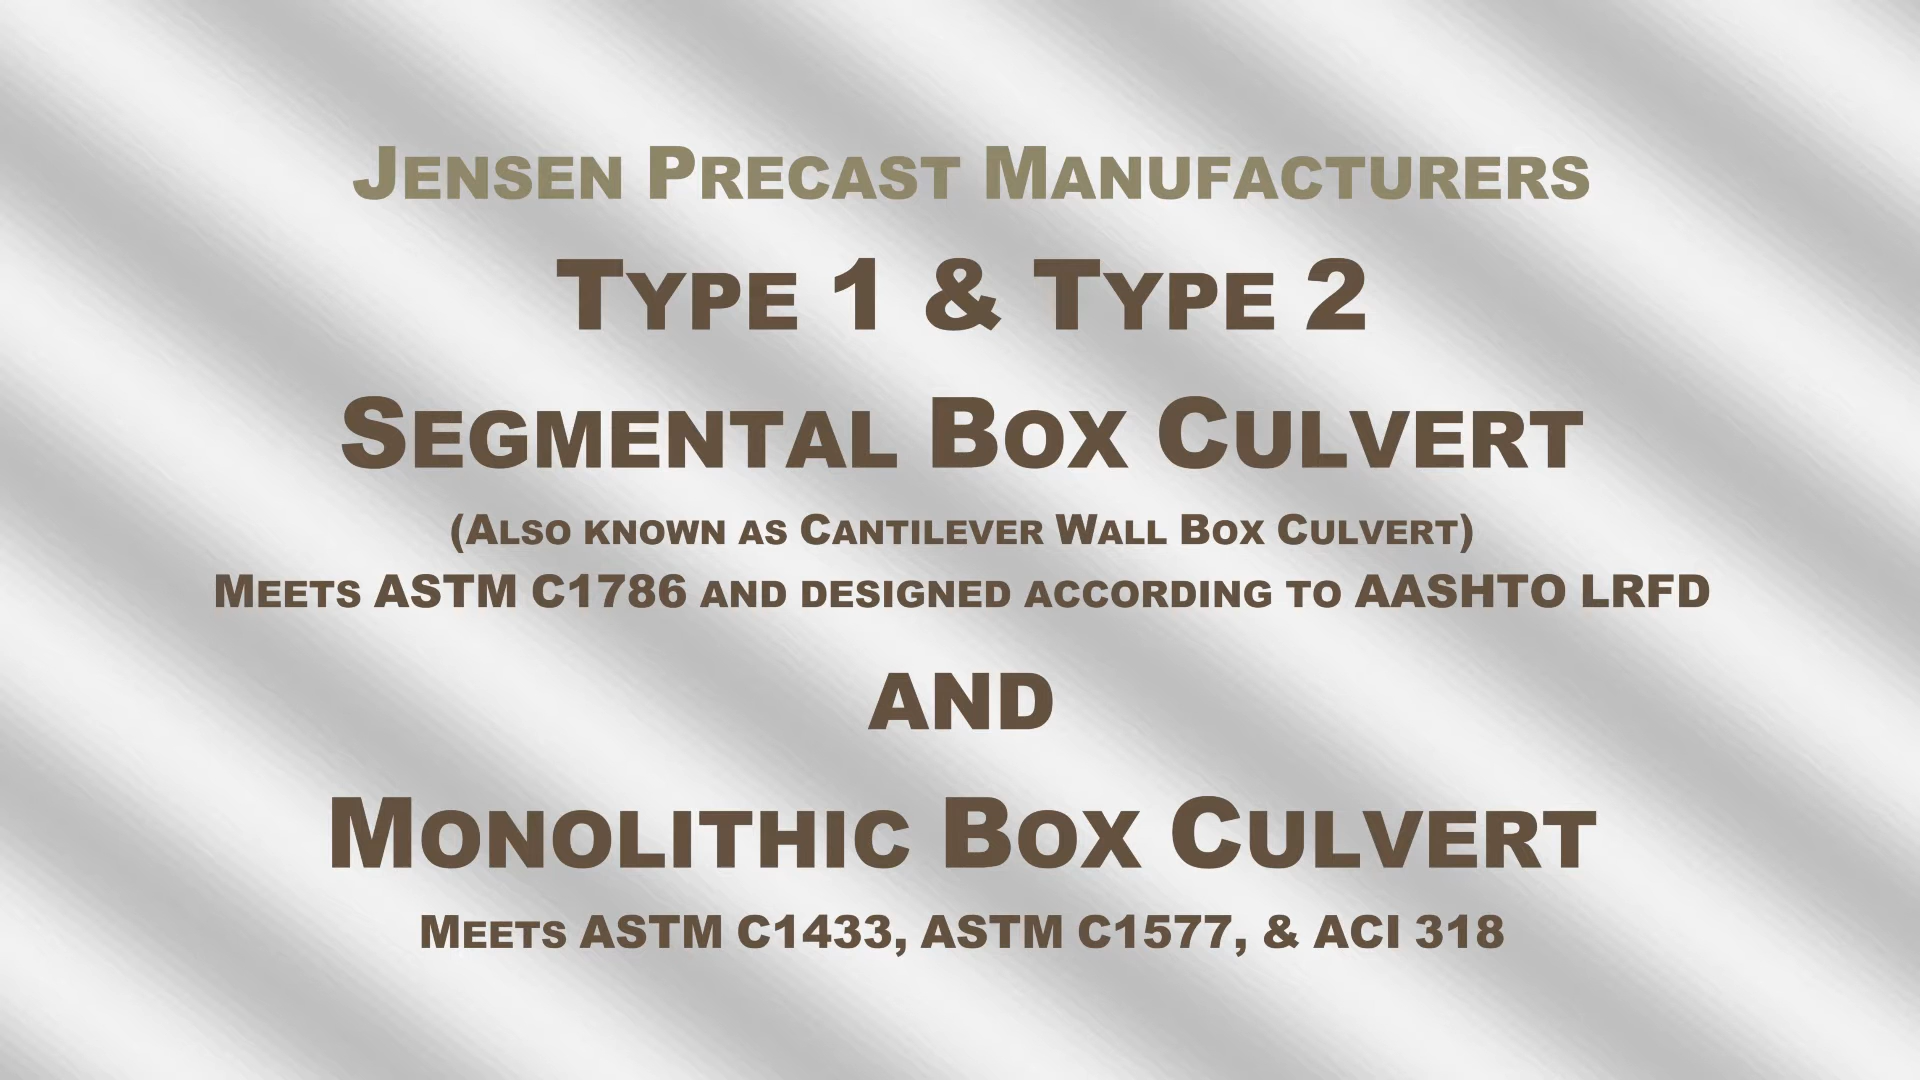 Jensen Precast Manufacturers
Type 1 & Type 2
Segmental Box Culvert
(Also known as Cantilever Wall Box Culvert)
Meets ASTM C1786 and designed according to AASHTO LRFD
and
Monolithic Box Culvert
Meets ASTM C1433, ASTM C1577, & ACI 318